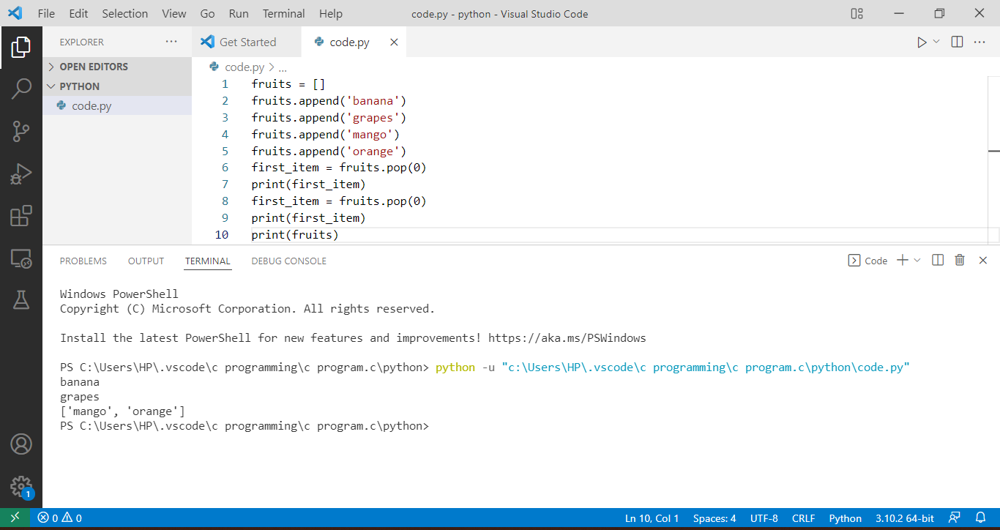 File Edit Selection View Go Run Terminal Help code.py - python - Visual Studio Code
EXPLORER ... Get Started code.py
OPEN EDITORS
PYTHON
code.py
code.py > ...
1 fruits = []
2 fruits.append('banana')
3 fruits.append('grapes')
4 fruits.append('mango')
5 fruits.append('orange')
6 first_item = fruits.pop(0)
7 print(first_item)
8 first_item = fruits.pop(0)
9 print(first_item)
10 print(fruits)
PROBLEMS OUTPUT TERMINAL DEBUG CONSOLE Code
Windows PowerShell
Copyright (C) Microsoft Corporation. All rights reserved.
Install the latest PowerShell for new features and improvements! https://aka.ms/PSWindows
PS C:\Users\HP\.vscode\c programming\c program.c\python> python -u "c:\Users\HP\.vscode\c programming\c program.c\python\code.py"
banana
grapes
['mango', 'orange']
PS C:\Users\HP\.vscode\c programming\c program.c\python>
1
0 0 Ln 10, Col 1 Spaces: 4 UTF-8 CRLF Python 3.10.2 64-bit